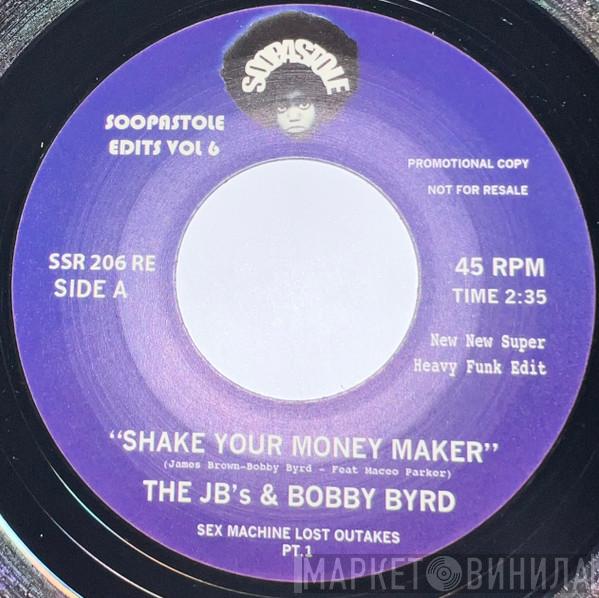 SOOPASTOLE
SOOPASTOLE
EDITS VOL 6
PROMOTIONAL COPY
NOT FOR RESALE
SSR 206 RE
SIDE A
45 RPM
TIME 2:35
New New Super
Heavy Funk Edit
"SHAKE YOUR MONEY MAKER"
(James Brown-Bobby Byrd - Feat Maceo Parker)
THE JB's & BOBBY BYRD
SEX MACHINE LOST OUTAKES
PT.1
МАРКЕТ ВИНИЛА